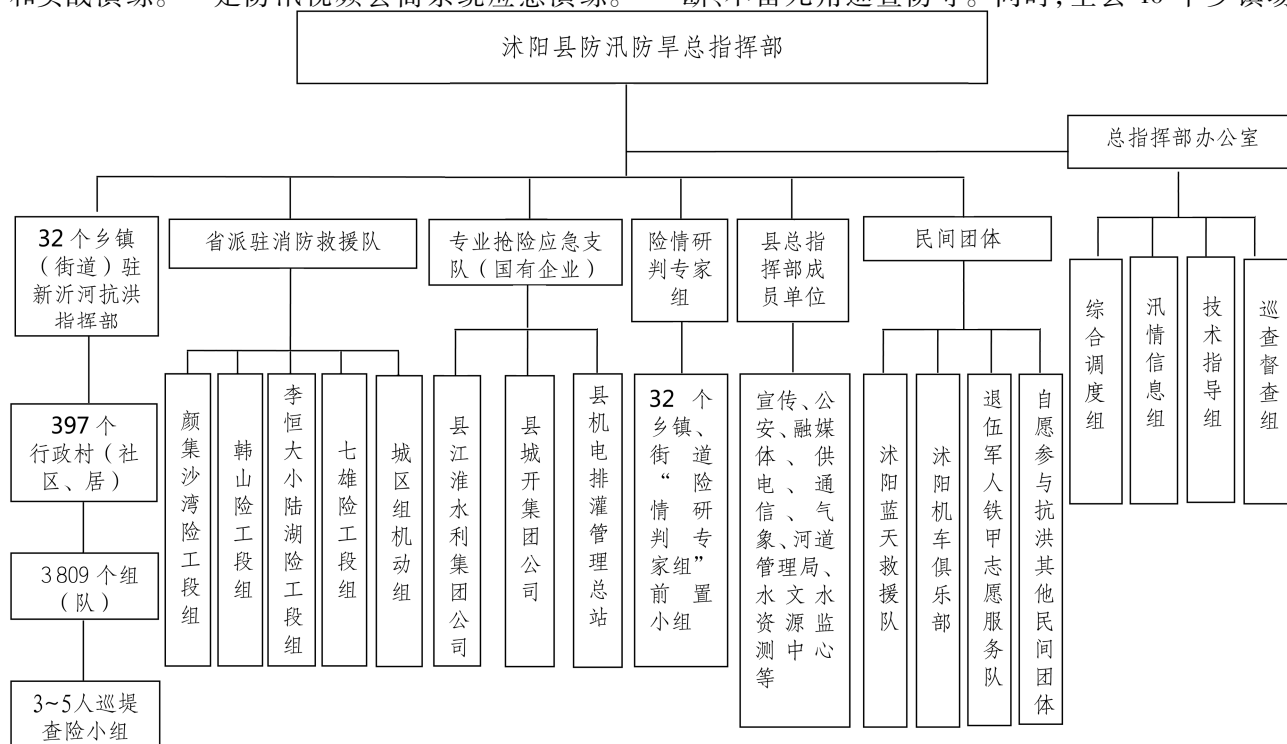 沭阳县防汛防旱总指挥部
总指挥部办公室
32个乡镇
（街道）驻
新沂河抗洪
指挥部
省派驻消防救援队
专业抢险应急支
队（国有企业）
险情研
判专家
组
县总指
挥部成
员单位
民间团体
综合调度组
汛情信息组
技术指导组
巡查督查组
397个
行政村（社
区、居）
3809个组
（队）
3~5人巡堤
查险小组
颜集沙湾险工段组
韩山险工段组
李恒大小陆湖险工段组
七雄险工段组
城区组机动组
县江淮水利集团公司
县城开集团公司
县机电排灌管理总站
32个
乡镇、
街道
“险
情研
判专
家组”
前置
小组
宣传、公
安、融媒
体、供
电、通
信、气
象、河道
管理局、
水文水
资源监
测中心
等
沭阳蓝天救援队
沭阳机车俱乐部
退伍军人铁甲志愿服务队
自愿参与抗洪其他民间团体